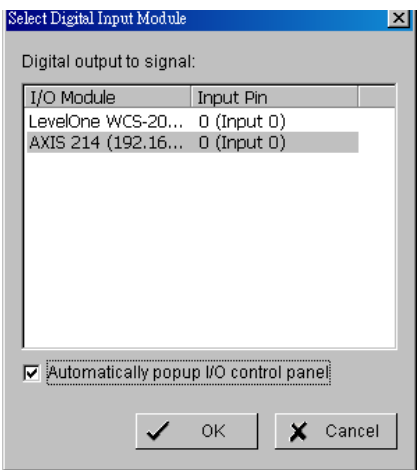 Select Digital Input Module
Digital output to signal:
I/O Module Input Pin
LevelOne WCS-20... 0 (Input 0)
AXIS 214 (192.16... 0 (Input 0)
Automatically popup I/O control panel
OK Cancel